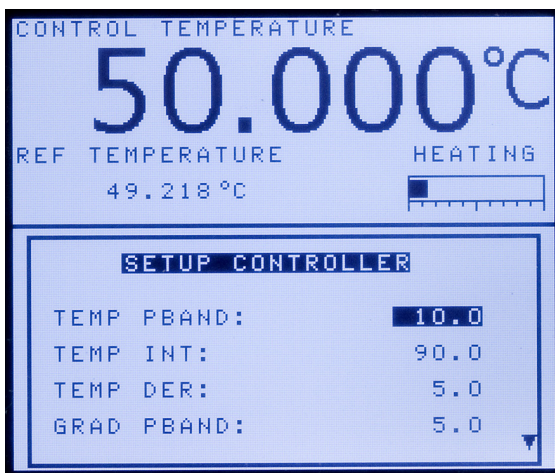 CONTROL TEMPERATURE
50.000°C
REF TEMPERATURE HEATING
49.218°C
SETUP CONTROLLER
TEMP PBAND: 10.0
TEMP INT: 90.0
TEMP DER: 5.0
GRAD PBAND: 5.0